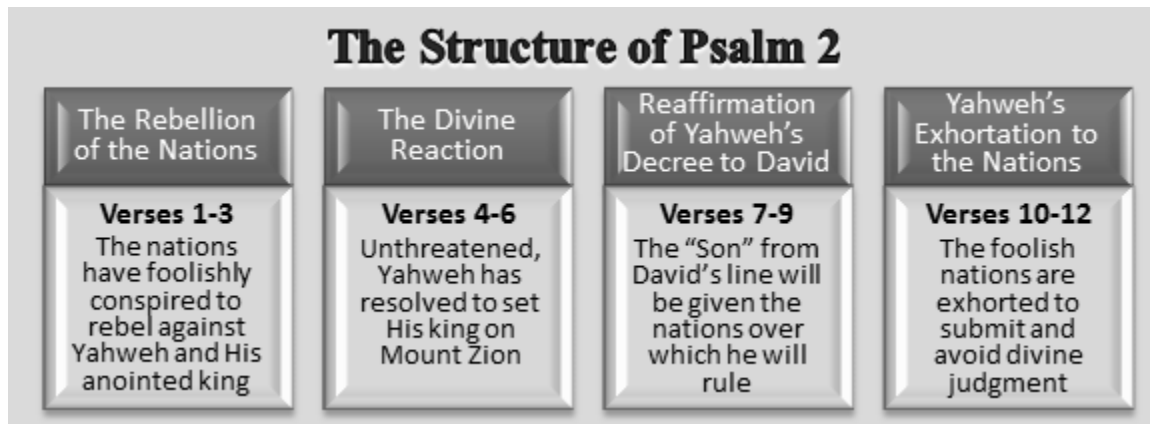 The Structure of Psalm 2
The Rebellion
of the Nations
Verses 1-3
The nations
have foolishly
conspired to
rebel against
Yahweh and His
anointed king
The Divine
Reaction
Verses 4-6
Unthreatened,
Yahweh has
resolved to set
His king on
Mount Zion
Reaffirmation
of Yahweh's
Decree to David
Verses 7-9
The “Son” from
David's line will
be given the
nations over
which he will
rule
Yahweh's
Exhortation to
the Nations
Verses 10-12
The foolish
nations are
exhorted to
submit and
avoid divine
judgment